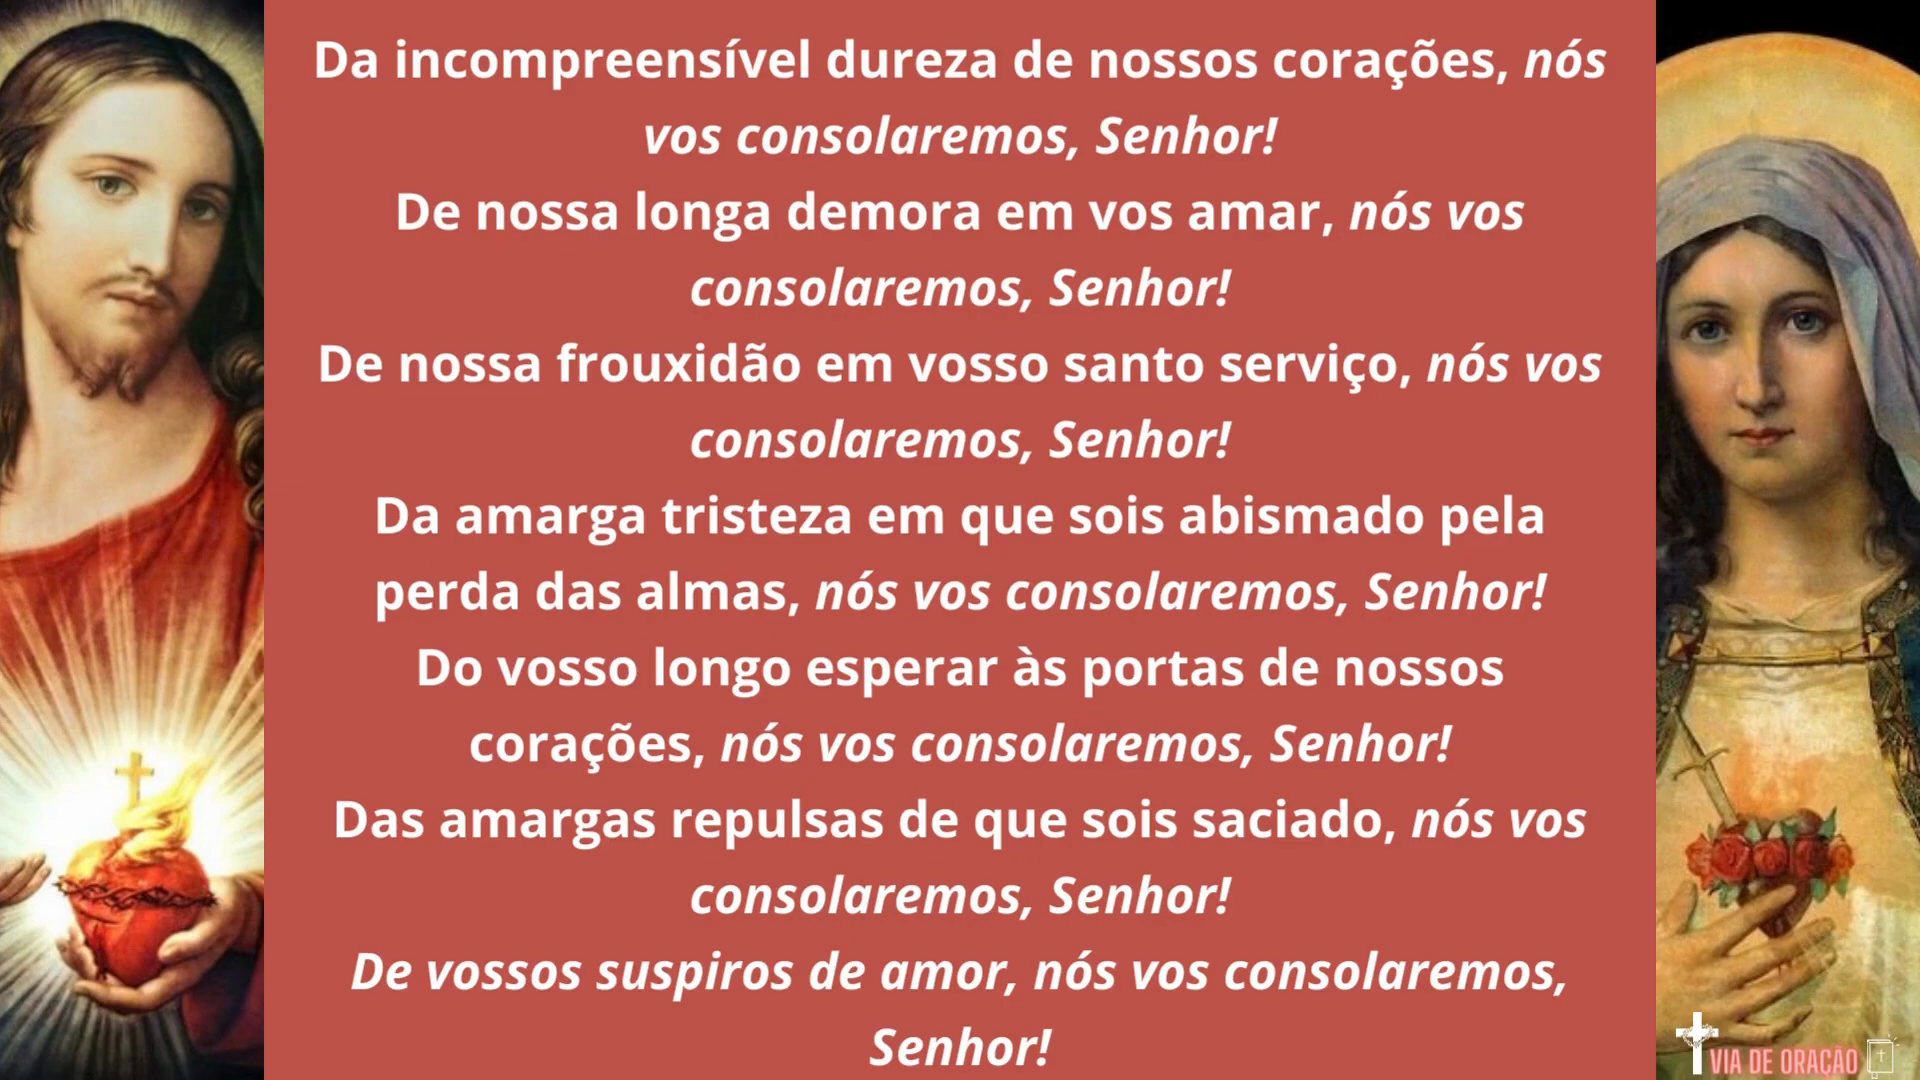 Da incompreensível dureza de nossos corações, nós
vos consolaremos, Senhor!
De nossa longa demora em vos amar, nós vos
consolaremos, Senhor!
De nossa frouxidão em vosso santo serviço, nós vos
consolaremos, Senhor!
Da amarga tristeza em que sois abismado pela
perda das almas, nós vos consolaremos, Senhor!
Do vosso longo esperar às portas de nossos
corações, nós vos consolaremos, Senhor!
Das amargas repulsas de que sois saciado, nós vos
consolaremos, Senhor!
De vossos suspiros de amor, nós vos consolaremos,
Senhor!
VIA DE ORAÇÃO